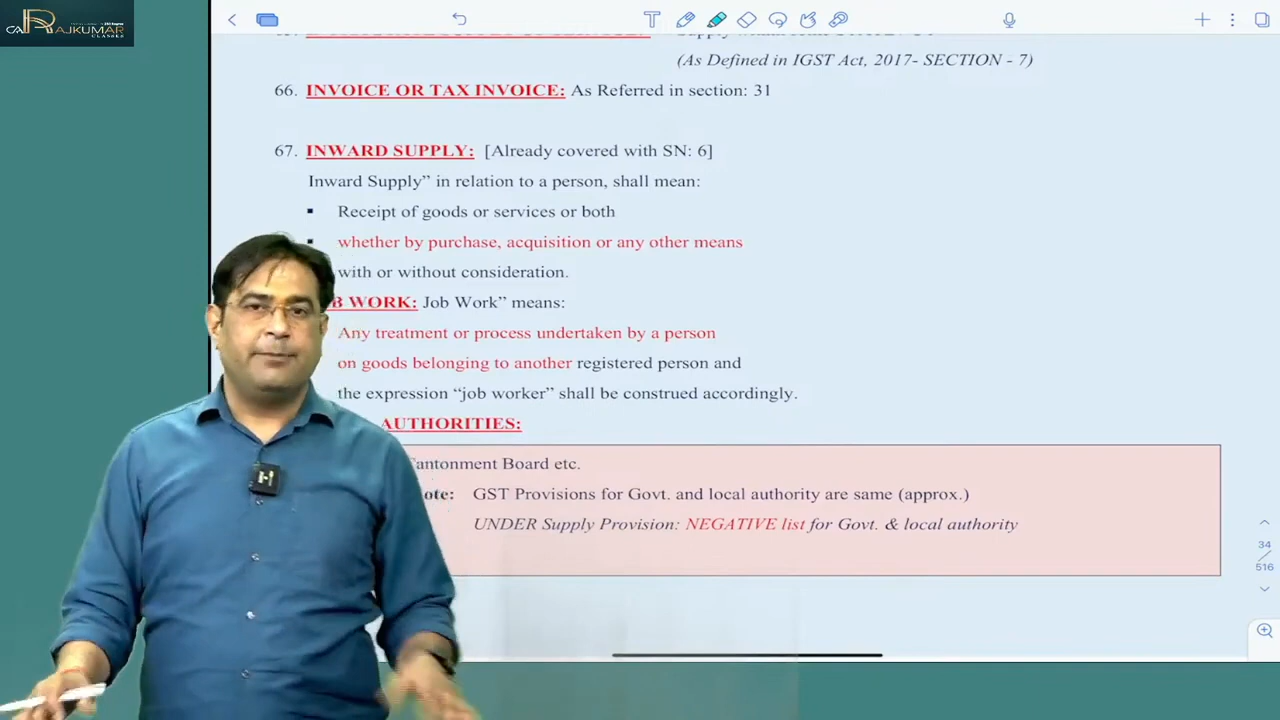 CA RAJKUMAR
CLASSES
(As Defined in IGST Act, 2017- SECTION - 7)
66. INVOICE OR TAX INVOICE: As Referred in section: 31
67. INWARD SUPPLY: [Already covered with SN: 6]
Inward Supply” in relation to a person, shall mean:
▪ Receipt of goods or services or both
▪ whether by purchase, acquisition or any other means
with or without consideration.
B WORK: Job Work” means:
Any treatment or process undertaken by a person
on goods belonging to another registered person and
the expression “job worker” shall be construed accordingly.
AUTHORITIES:
Cantonment Board etc.
ote: GST Provisions for Govt. and local authority are same (approx.)
UNDER Supply Provision: NEGATIVE list for Govt. & local authority
34
516